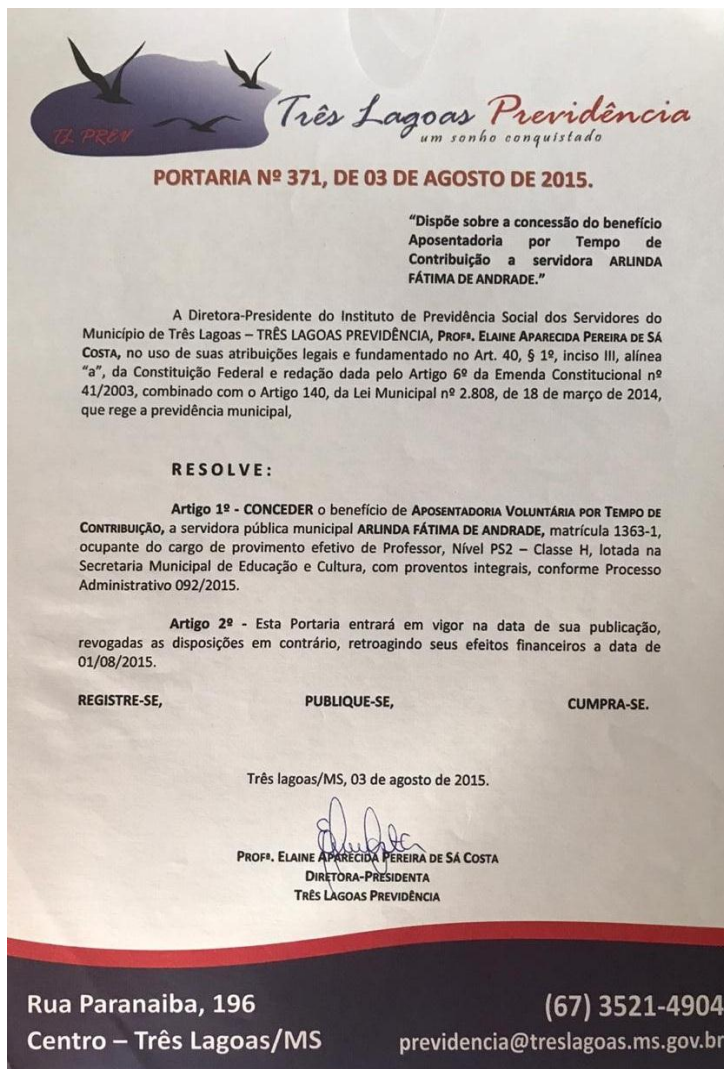 TL PREV
Três Lagoas Previdência
um sonho conquistado
PORTARIA Nº 371, DE 03 DE AGOSTO DE 2015.
“Dispõe sobre a concessão do benefício
Aposentadoria por Tempo de
Contribuição a servidora ARLINDA
FÁTIMA DE ANDRADE.”
A Diretora-Presidente do Instituto de Previdência Social dos Servidores do
Município de Três Lagoas – TRÊS LAGOAS PREVIDÊNCIA, PROFª. ELAINE APARECIDA PEREIRA DE SÁ
COSTA, no uso de suas atribuições legais e fundamentado no Art. 40, § 1º, inciso III, alínea
“a”, da Constituição Federal e redação dada pelo Artigo 6º da Emenda Constitucional nº
41/2003, combinado com o Artigo 140, da Lei Municipal nº 2.808, de 18 de março de 2014,
que rege a previdência municipal,
RESOLVE:
Artigo 1º - CONCEDER o benefício de APOSENTADORIA VOLUNTÁRIA POR TEMPO DE
CONTRIBUIÇÃO, a servidora pública municipal ARLINDA FÁTIMA DE ANDRADE, matrícula 1363-1,
ocupante do cargo de provimento efetivo de Professor, Nível PS2 – Classe H, lotada na
Secretaria Municipal de Educação e Cultura, com proventos integrais, conforme Processo
Administrativo 092/2015.
Artigo 2º - Esta Portaria entrará em vigor na data de sua publicação,
revogadas as disposições em contrário, retroagindo seus efeitos financeiros a data de
01/08/2015.
REGISTRE-SE, PUBLIQUE-SE, CUMPRA-SE.
Três lagoas/MS, 03 de agosto de 2015.
PROFª. ELAINE APARECIDA PEREIRA DE SÁ COSTA
DIRETORA-PRESIDENTA
TRÊS LAGOAS PREVIDÊNCIA
Rua Paranaiba, 196 (67) 3521-4904
Centro – Três Lagoas/MS previdencia@treslagoas.ms.gov.br